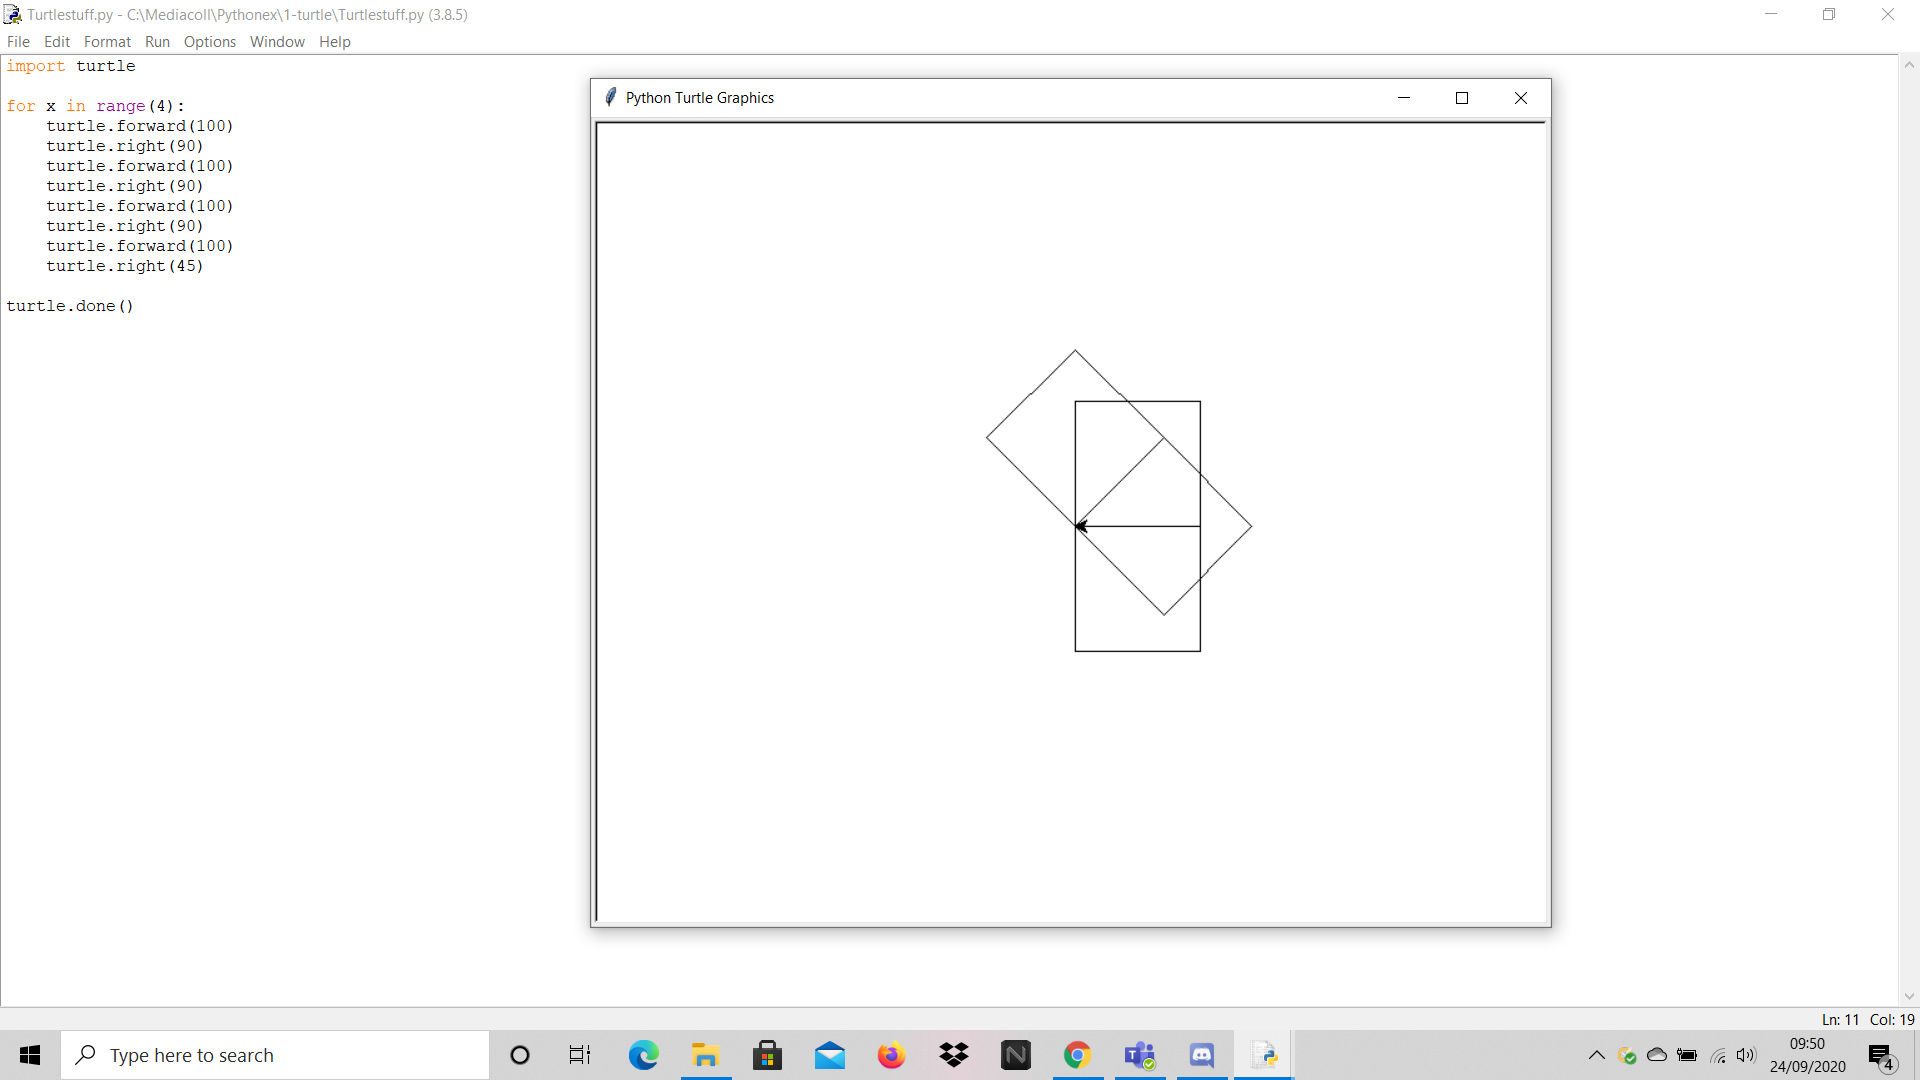 Turtlestuff.py - C:\Mediacoll\Pythonex\1-turtle\Turtlestuff.py (3.8.5)
File Edit Format Run Options Window Help
import turtle
for x in range(4):
    turtle.forward(100)
    turtle.right(90)
    turtle.forward(100)
    turtle.right(90)
    turtle.forward(100)
    turtle.right(90)
    turtle.forward(100)
    turtle.right(45)
turtle.done()
Python Turtle Graphics
Ln: 11 Col: 19
Type here to search
09:50
24/09/2020
4